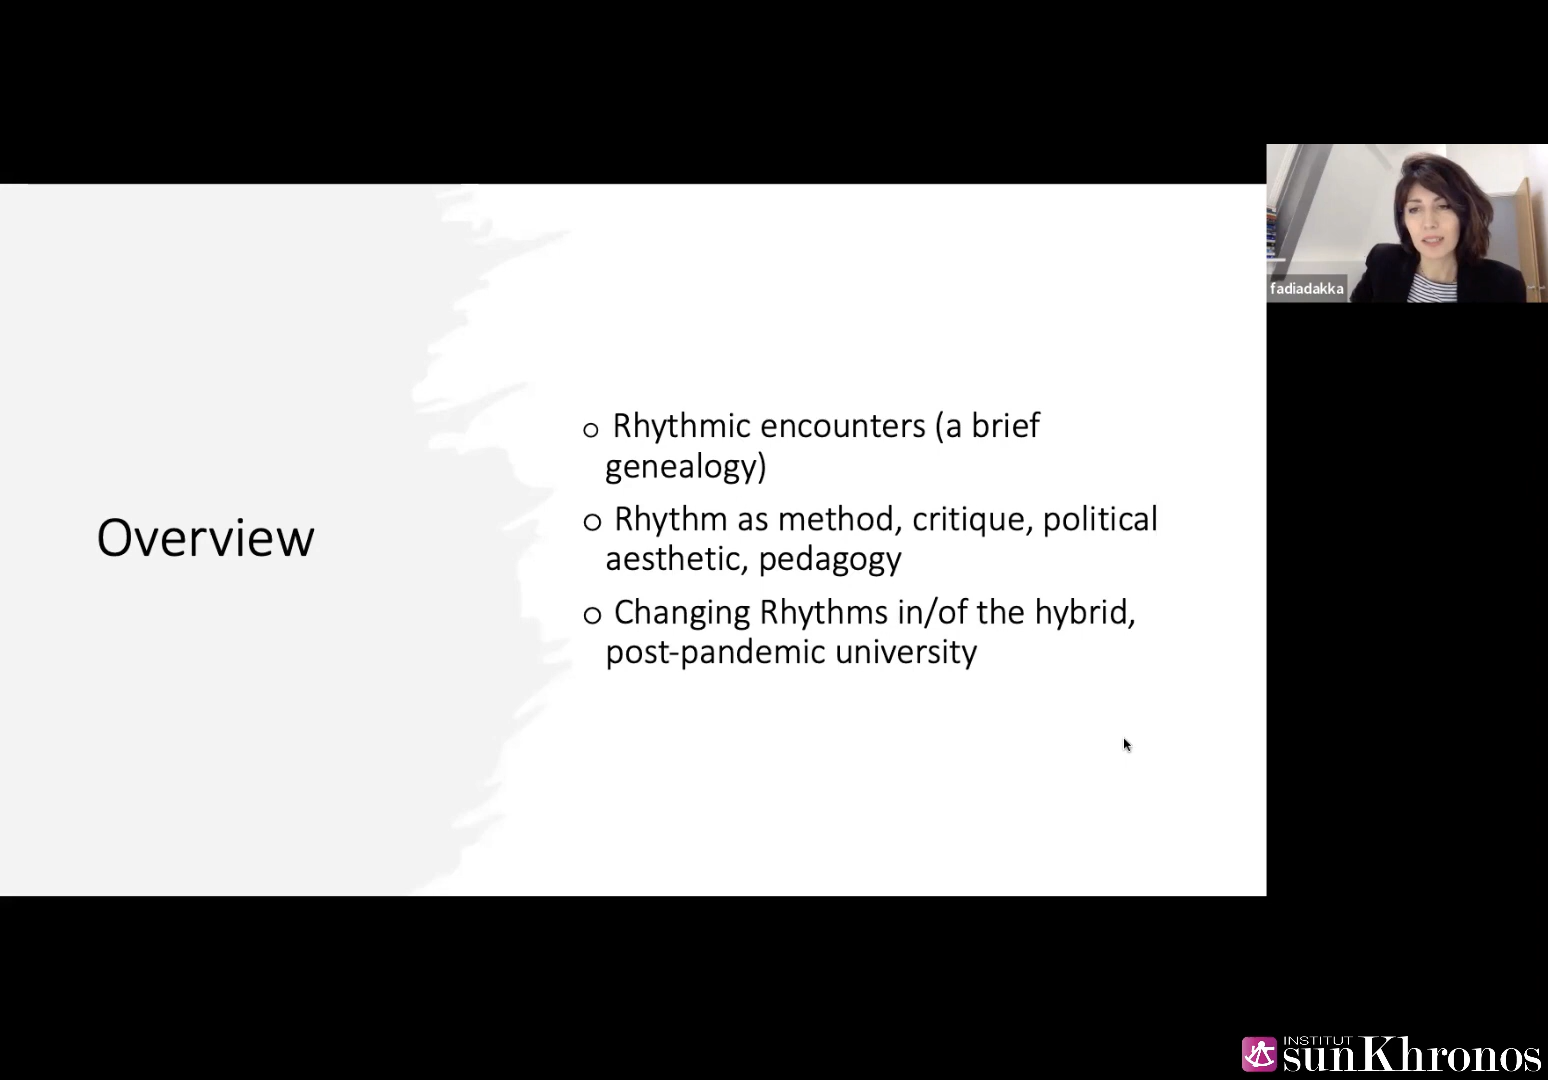 fadiadakka
Overview
o Rhythmic encounters (a brief
genealogy)
o Rhythm as method, critique, political
aesthetic, pedagogy
o Changing Rhythms in/of the hybrid,
post-pandemic university
INSTITUT
sunKhronos